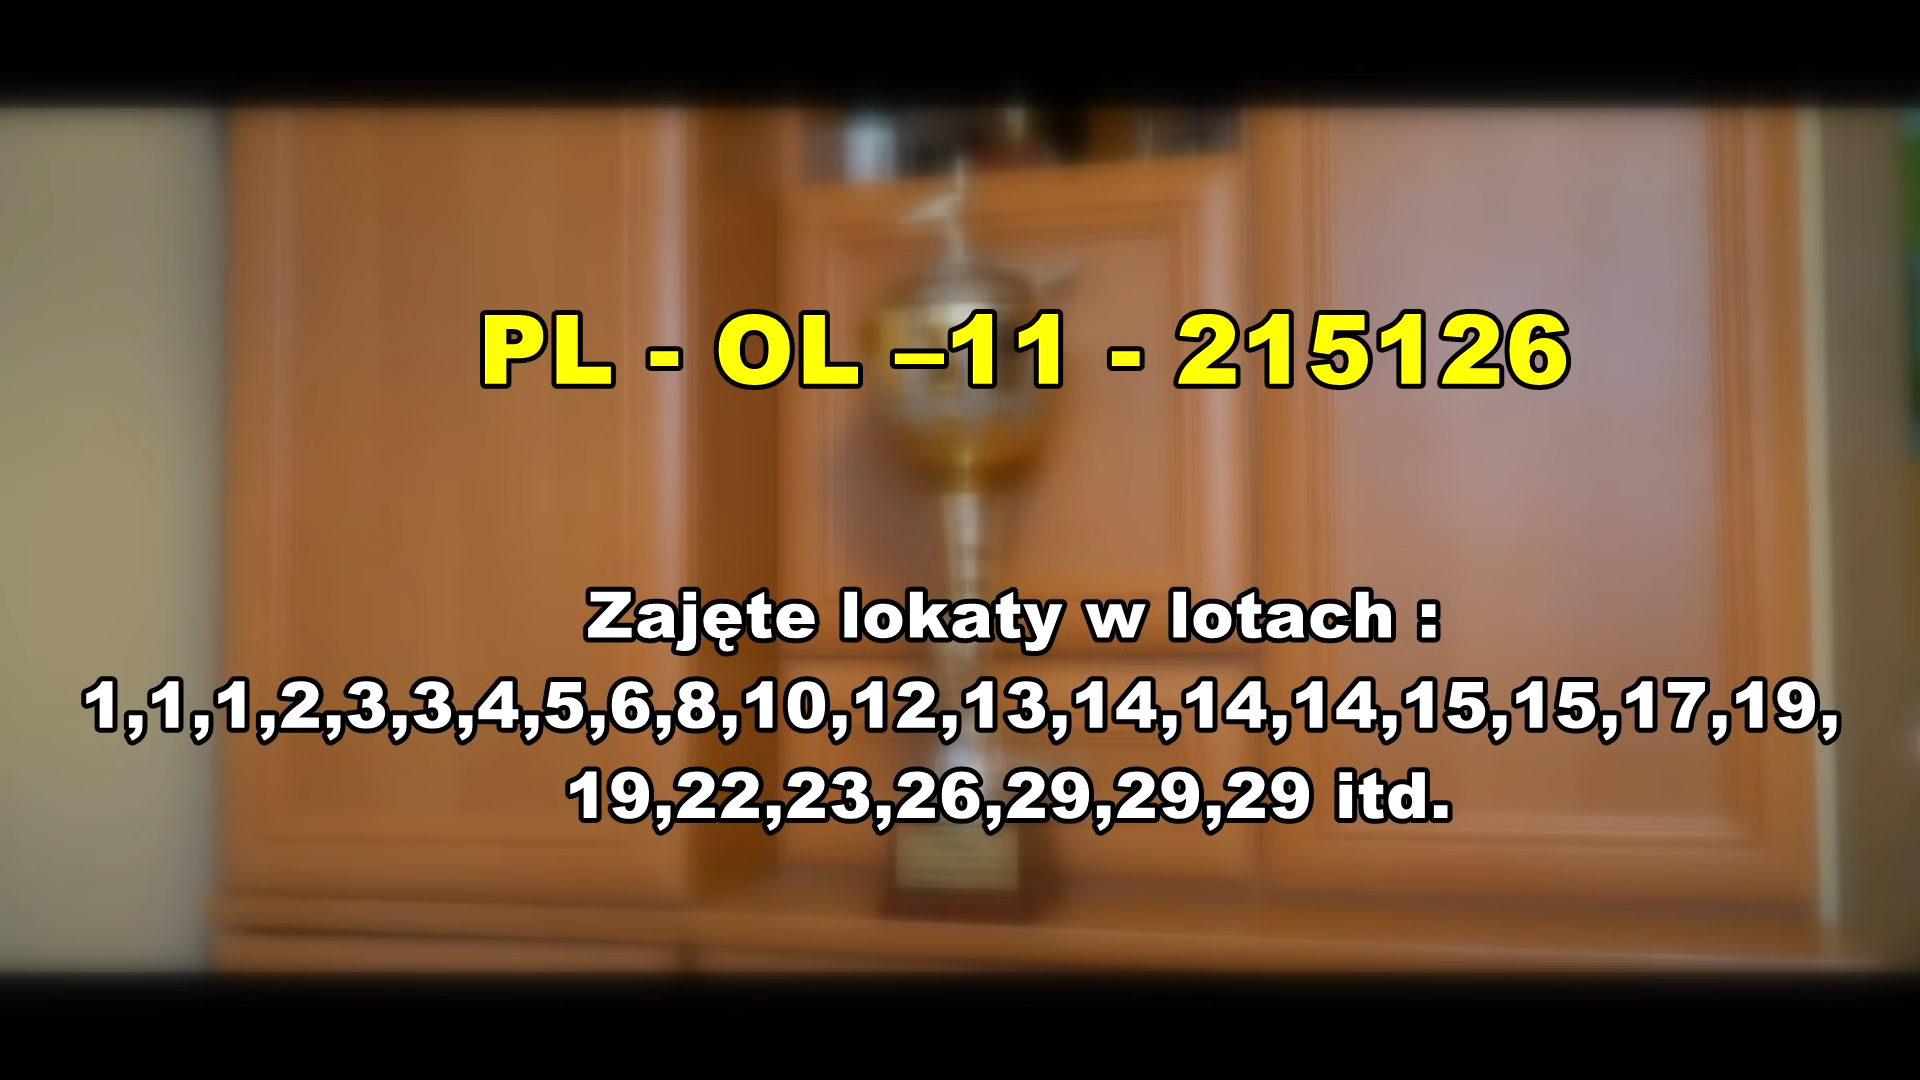 PL - OL –11 - 215126
Zajęte lokaty w lotach :
1,1,1,2,3,3,4,5,6,8,10,12,13,14,14,14,15,15,17,19,
19,22,23,26,29,29,29 itd.